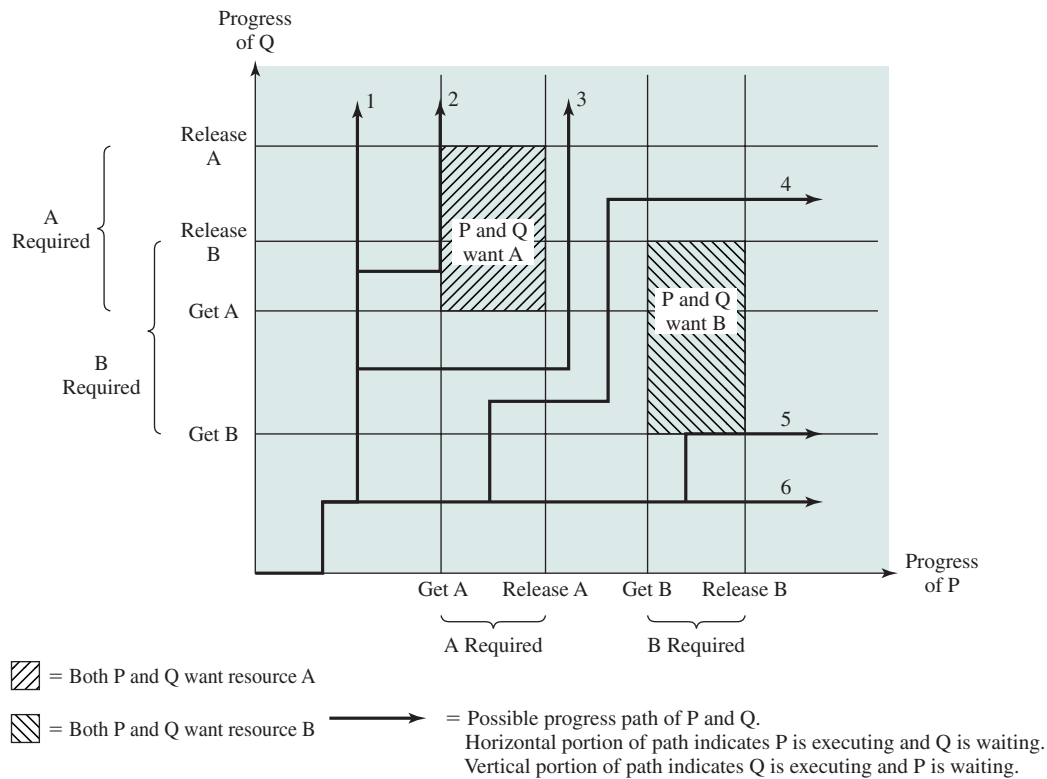 Progress
of Q
1
2
3
Release
A
4
A
Required
Release
B
P and Q
want A
P and Q
want B
Get A
B
Required
Get B
5
6
Progress
of P
Get A
Release A
Get B
Release B
A Required
B Required
= Both P and Q want resource A
= Both P and Q want resource B
= Possible progress path of P and Q.
Horizontal portion of path indicates P is executing and Q is waiting.
Vertical portion of path indicates Q is executing and P is waiting.